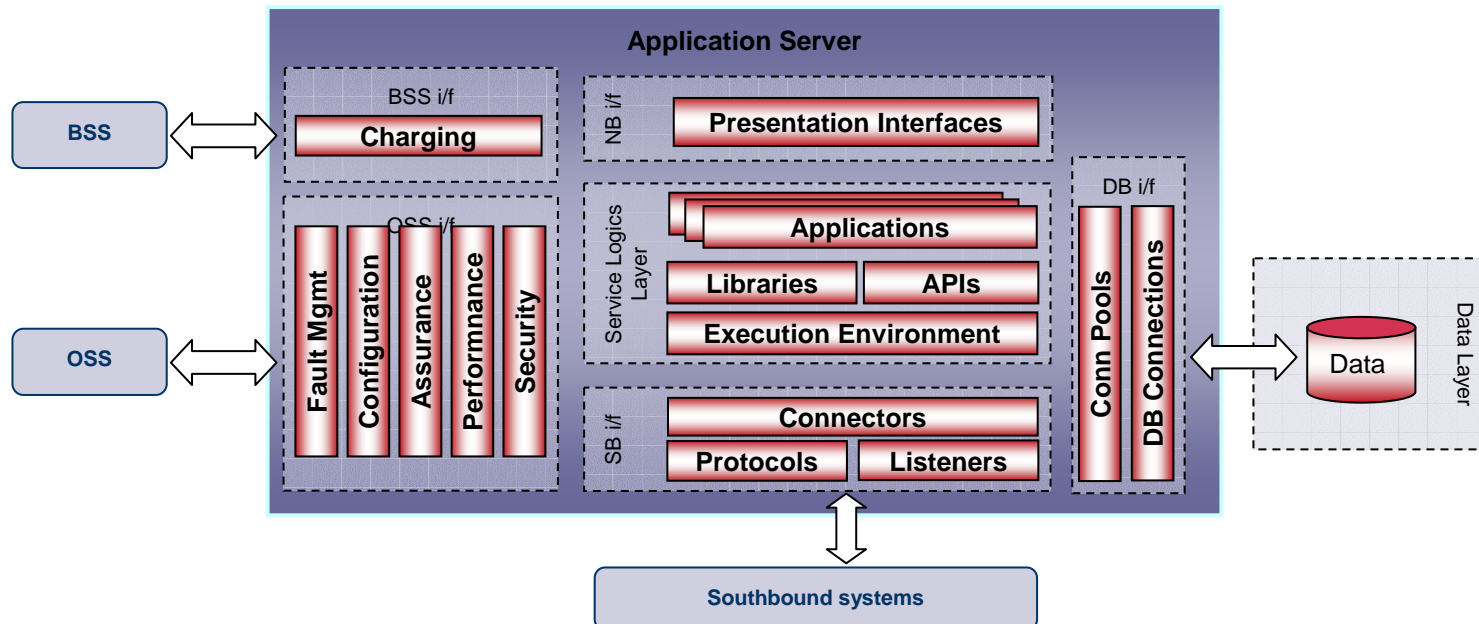 Application Server
BSS i/f
Charging
BSS
OSS i/f
Fault Mgmt
Configuration
Assurance
Performnance
Security
OSS
NB i/f
Presentation Interfaces
Service Logics
Layer
Applications
Libraries
APIs
Execution Environment
SB i/f
Connectors
Protocols
Listeners
DB i/f
Conn Pools
DB Connections
Data
Data Layer
Southbound systems